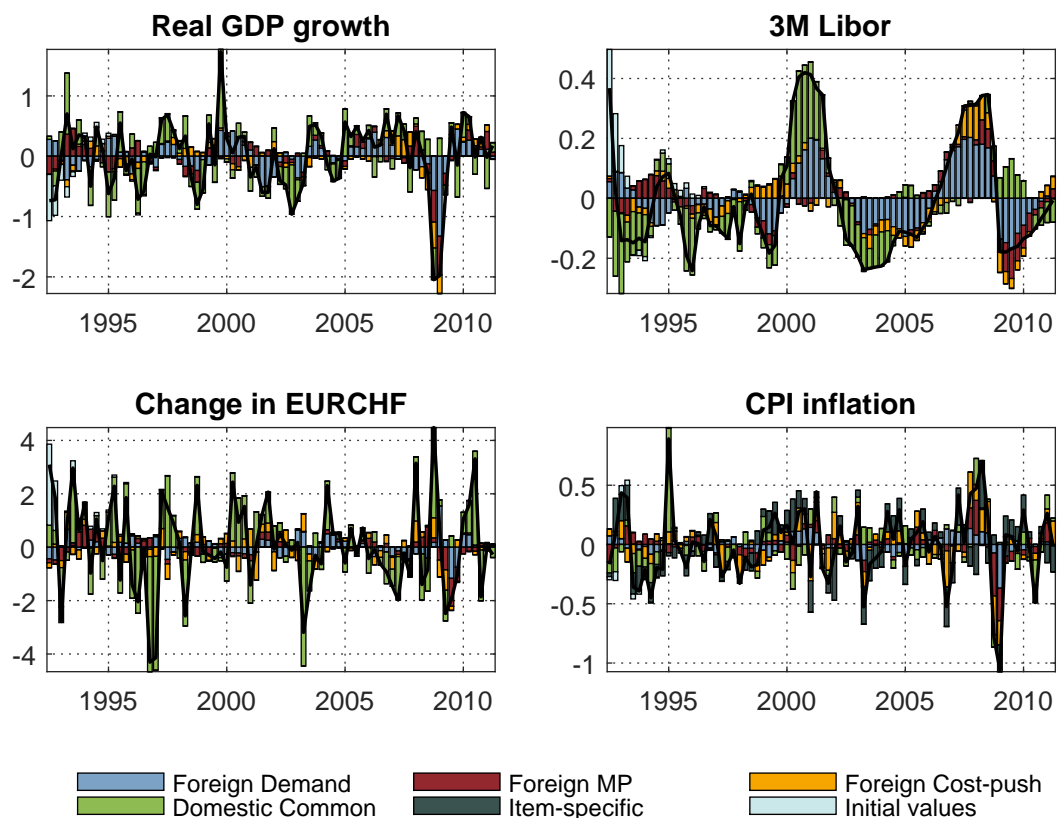 Real GDP growth
3M Libor
1
0
-1
-2
1995 2000 2005 2010
0.4
0.2
0
-0.2
1995 2000 2005 2010
Change in EURCHF
CPI inflation
4
2
0
-2
-4
1995 2000 2005 2010
0.5
0
-0.5
-1
1995 2000 2005 2010
Foreign Demand Foreign MP Foreign Cost-push
Domestic Common Item-specific Initial values